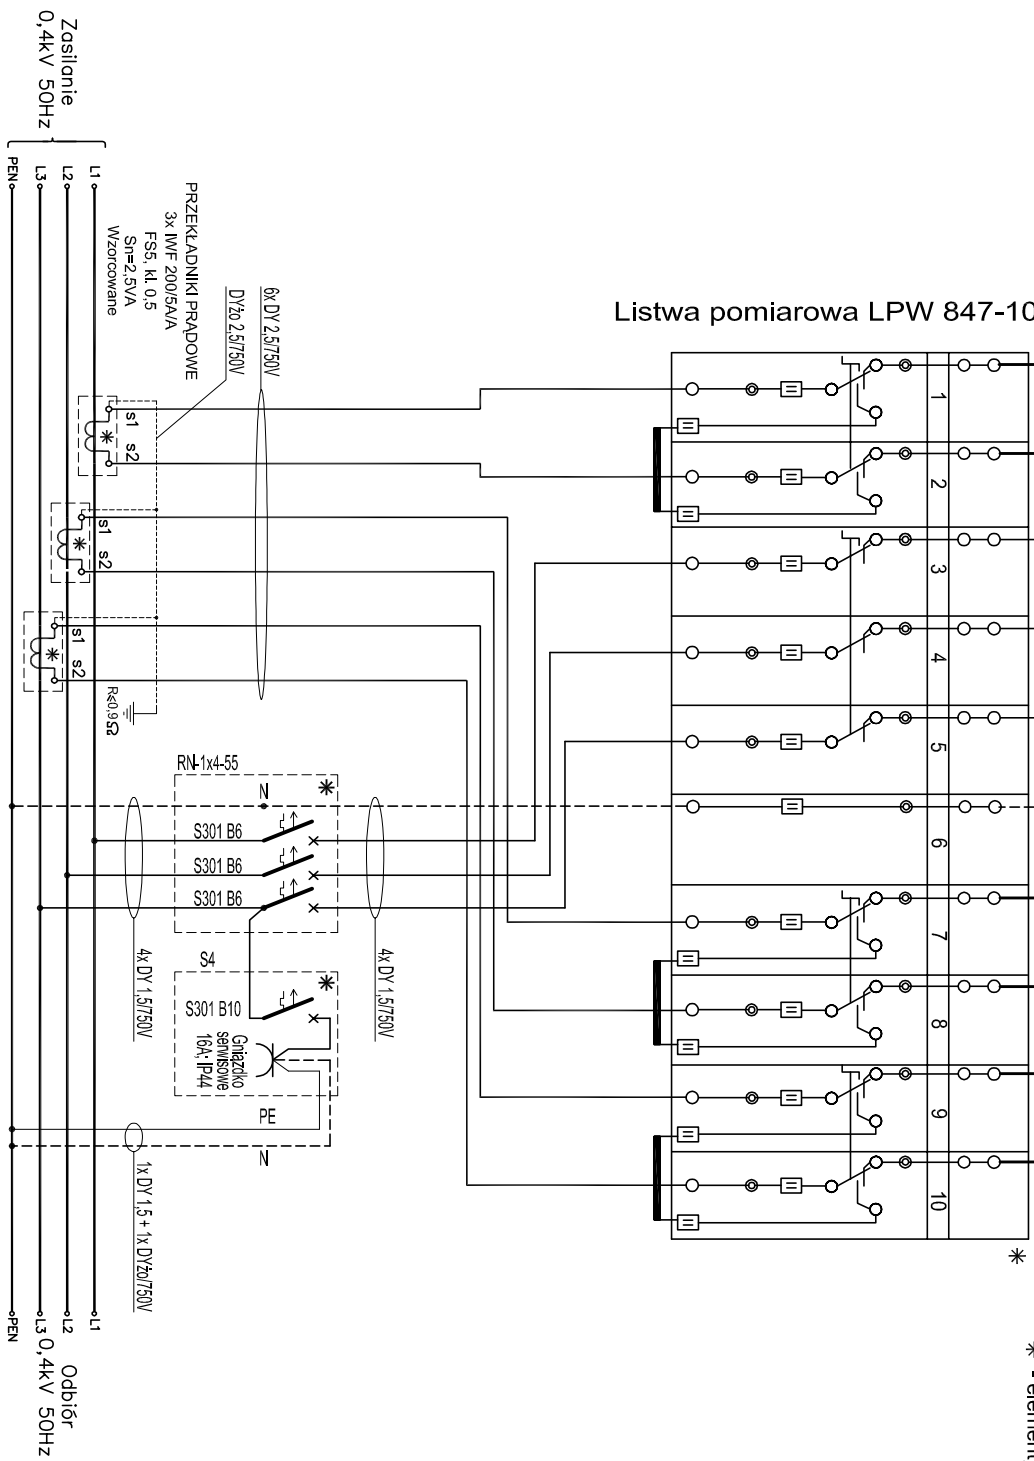 Zasilanie
0,4kV 50Hz
PEN
L3
L2
L1
PRZEKŁADNIKI PRĄDOWE
3x IWF 200/5A/A
FS5, kl. 0,5
Sn=2,5VA
Wzorcowane
6x DY 2,5/750V
DYżo 2,5/750V
Listwa pomiarowa LPW 847-10
1
2
3
4
5
6
7
8
9
10
s1
s2
s1
s2
s1
s2
R≤0,9Ω
RN-1x4-55
N
S301 B6
S301 B6
S301 B6
4x DY 1,5/750V
4x DY 1,5/750V
S4
S301 B10
Gniazdko
serwisowe
16A; IP44
PE
N
1x DY 1,5 + 1x DYżo/750V
* - element
PEN
L3
L2
L1
Odbiór
0,4kV 50Hz